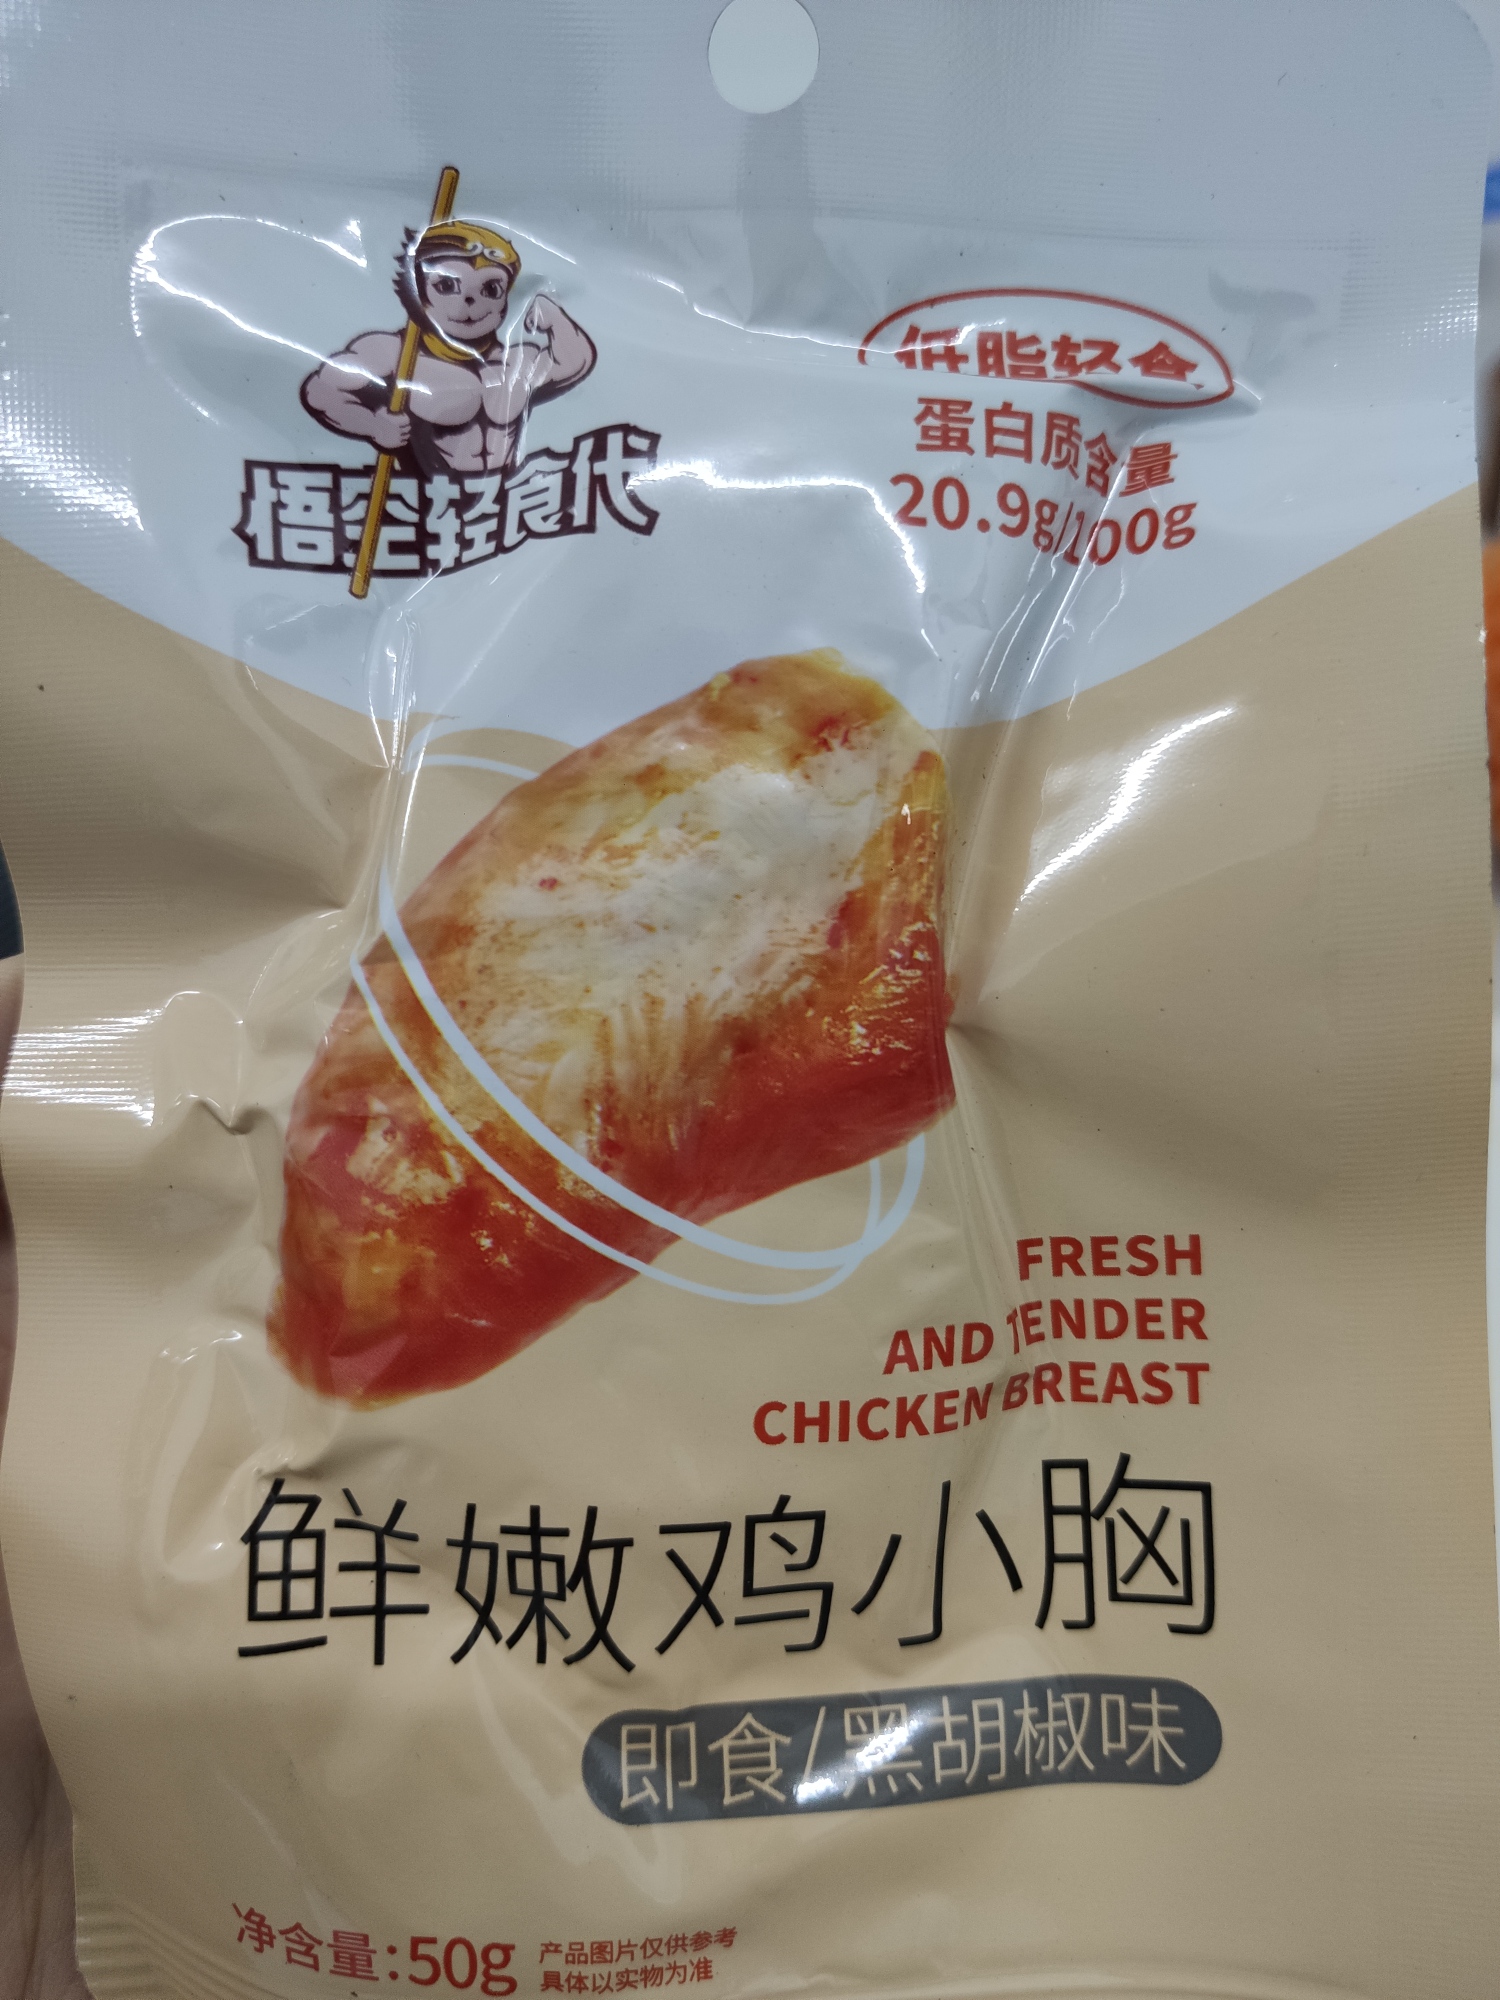 悟空轻食代
低脂轻食
蛋白质含量
20.9g/100g
FRESH
AND TENDER
CHICKEN BREAST
鲜嫩鸡小胸
即食/黑胡椒味
净含量:50g
产品图片仅供参考
具体以实物为准